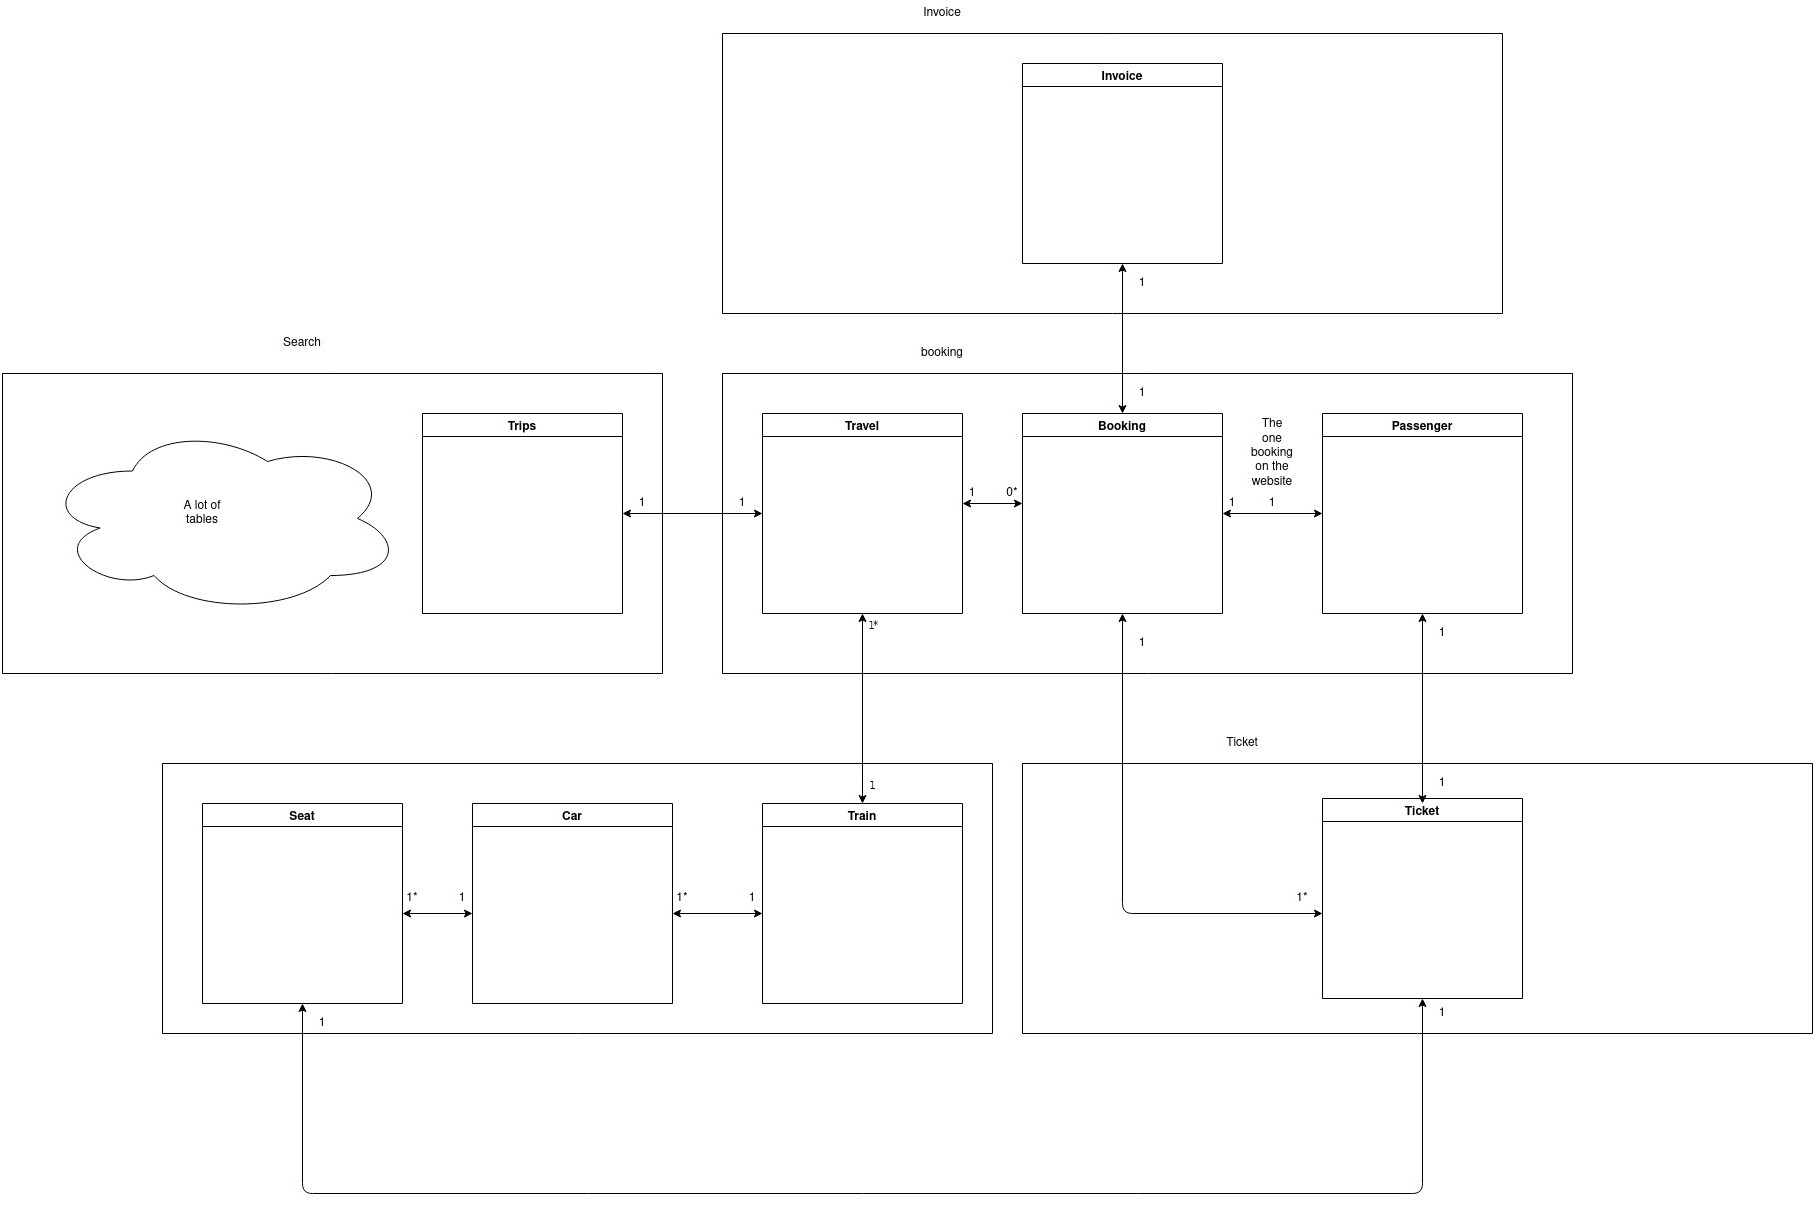 Invoice
Invoice
1
Search
booking
1
Trips
Travel
Booking
The
one
booking
on the
website
Passenger
A lot of
tables
1
1
1
0*
1
1
1*
1
1
Ticket
1
1
Seat
Car
Train
Ticket
1*
1
1*
1
1*
1
1